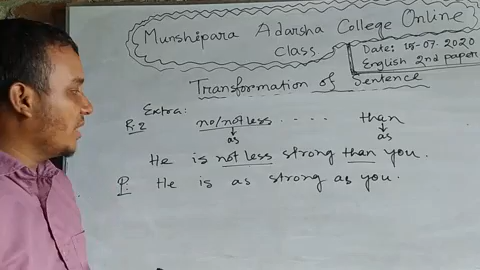 Munshipara Adarsha College Online
Class
Date: 15-07.2020
English 2nd paper
Transformation of Sentence
Extra:
R:2 no/not less .... than
as as
He is not less strong than you.
P: He is as strong as you.